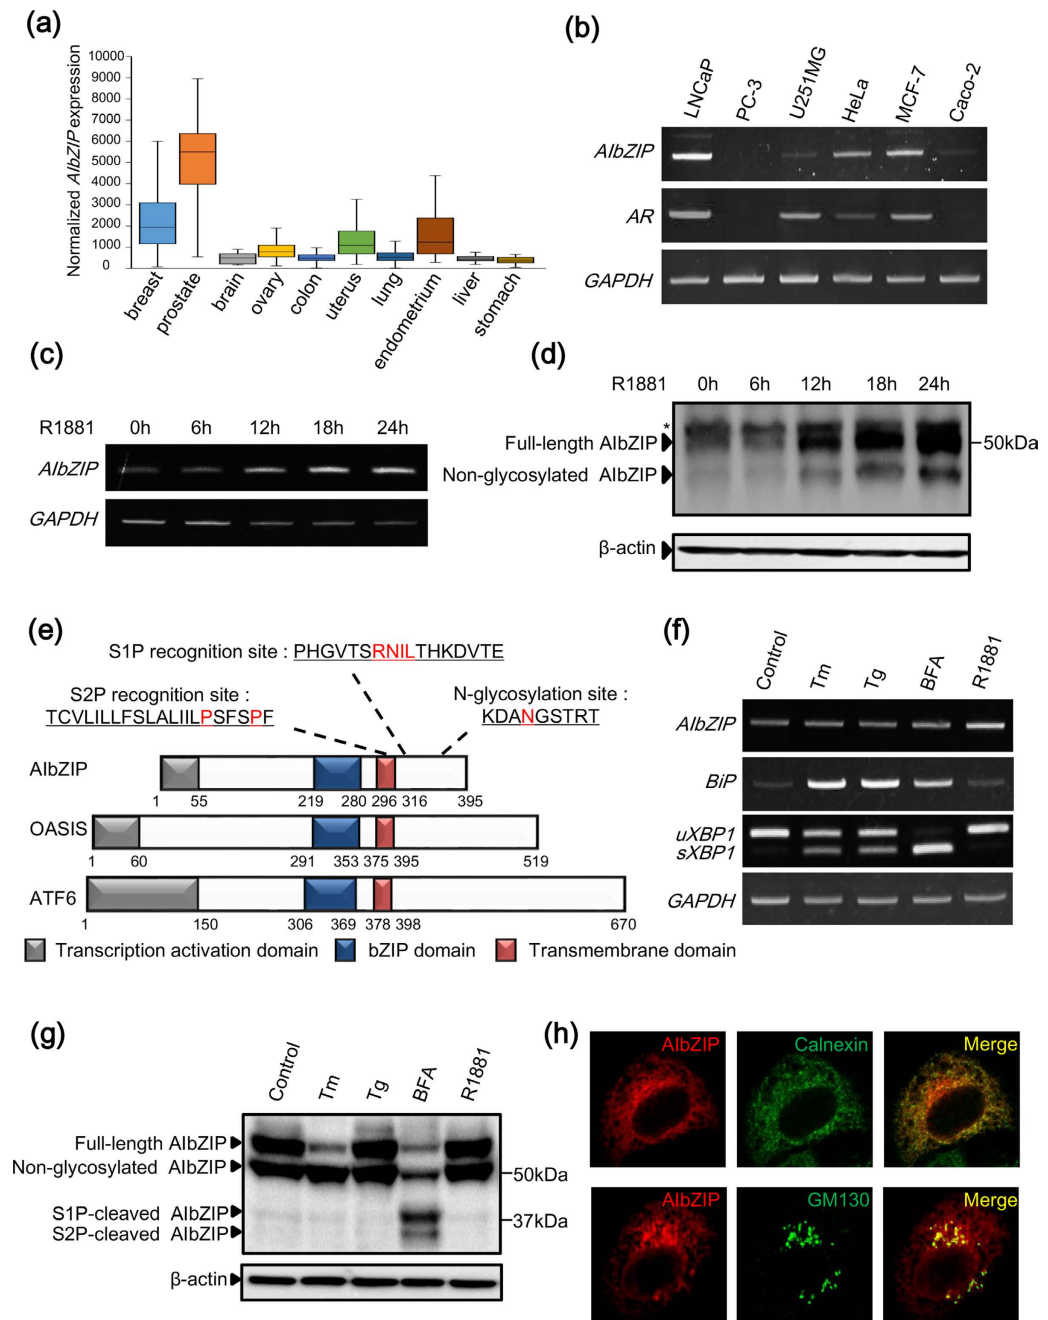 (a)
Normalized AIbZIP expression
10000
9000
8000
7000
6000
5000
4000
3000
2000
1000
0
breast
prostate
brain
ovary
colon
uterus
lung
endometrium
liver
stomach
(b)
LNCaP
PC-3
U251MG
HeLa
MCF-7
Caco-2
AIbZIP
AR
GAPDH
(c)
R1881 0h 6h 12h 18h 24h
AIbZIP
GAPDH
(d)
R1881 0h 6h 12h 18h 24h
*
Full-length AIbZIP
50kDa
Non-glycosylated AIbZIP
β-actin
(e)
S1P recognition site : PHGVTSRNILTHKDVTE
S2P recognition site :
TCVLILLFSLALIILPSFSPF
N-glycosylation site :
KDANGSTRT
AIbZIP
1 55 219 280 296 316 395
OASIS
1 60 291 353 375 395 519
ATF6
1 150 306 369 378 398 670
Transcription activation domain bZIP domain Transmembrane domain
(f)
Control
Tm
Tg
BFA
R1881
AIbZIP
BiP
uXBP1
sXBP1
GAPDH
(g)
Control
Tm
Tg
BFA
R1881
Full-length AIbZIP
Non-glycosylated AIbZIP
50kDa
S1P-cleaved AIbZIP
37kDa
S2P-cleaved AIbZIP
β-actin
(h)
AIbZIP Calnexin Merge
AIbZIP GM130 Merge